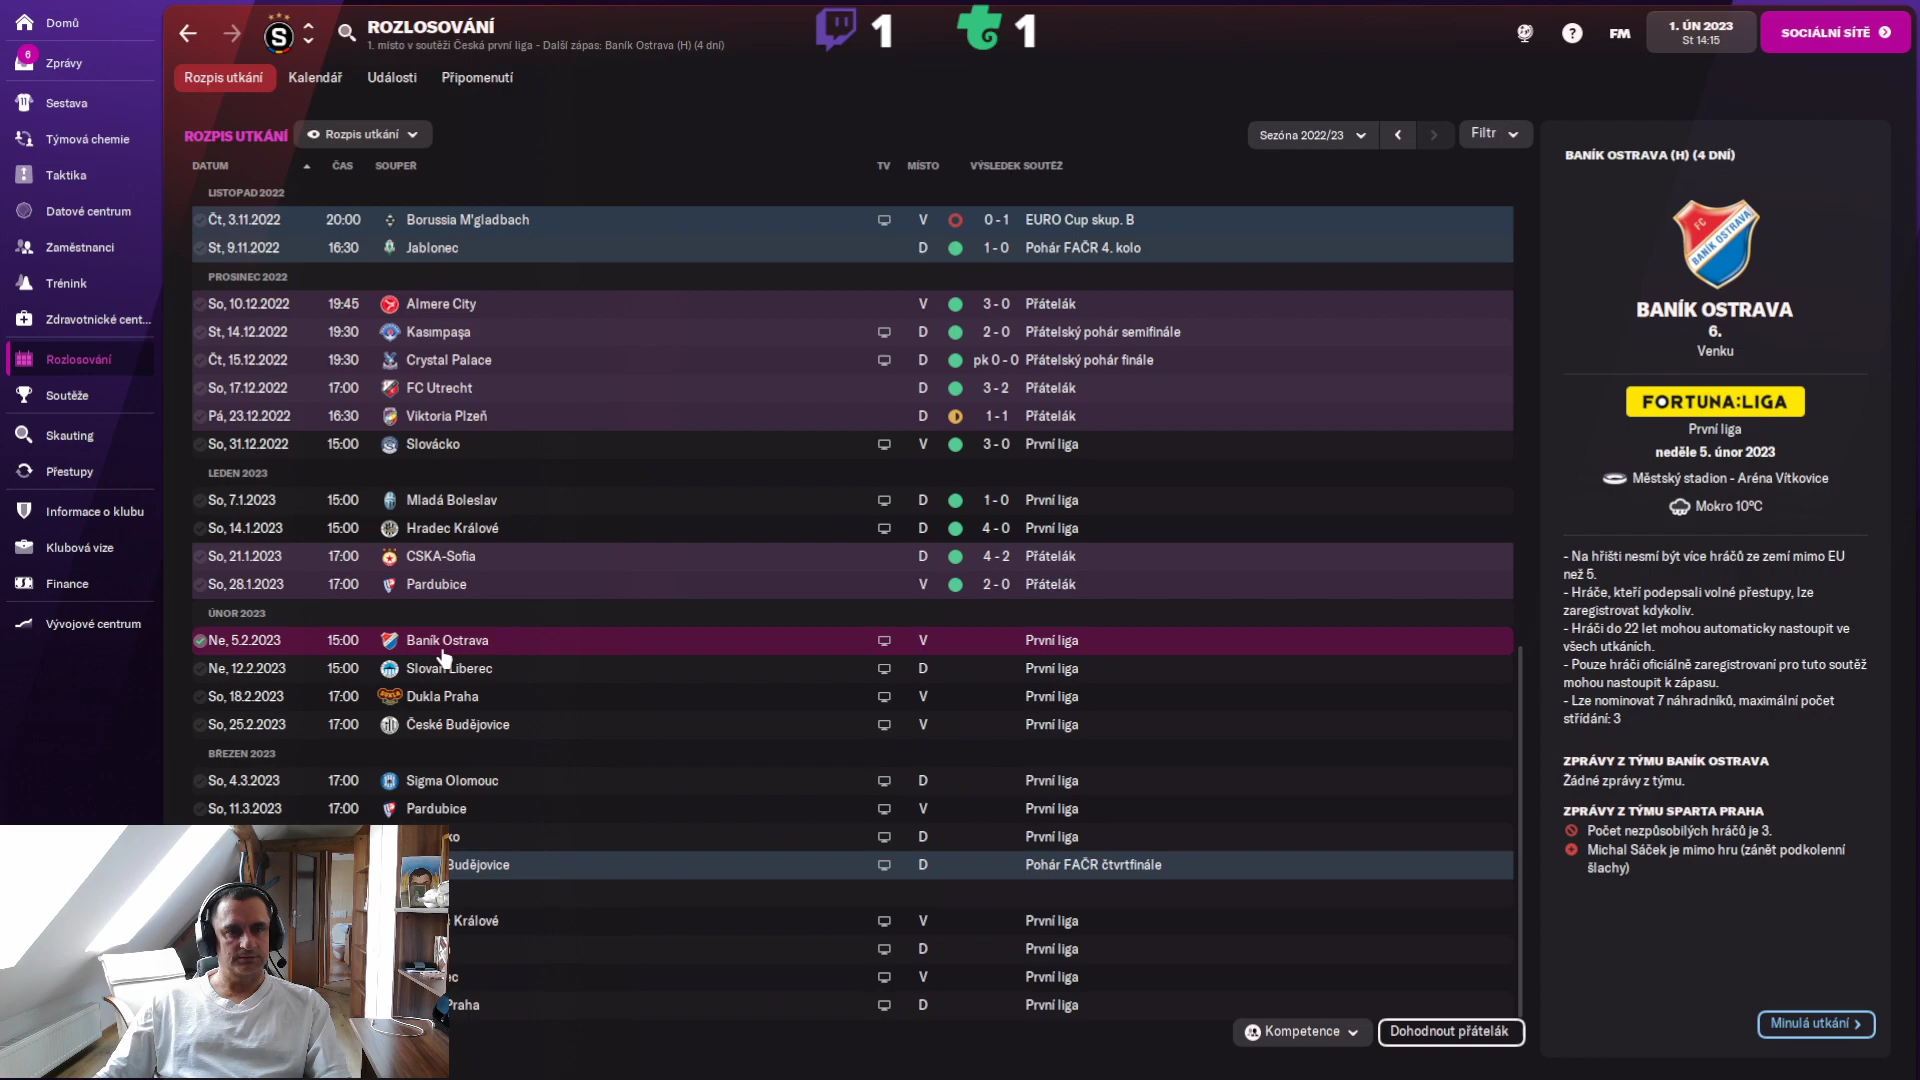 Domů
6
Zprávy
Sestava
Týmová chemie
Taktika
Datové centrum
Zaměstnanci
Trénink
Zdravotnické cent...
Rozlosování
Soutěže
Skauting
Přestupy
Informace o klubu
Klubová vize
Finance
Vývojové centrum
S
ROZLOSOVÁNÍ
1. místo v soutěži Česká první liga - Další zápas: Baník Ostrava (H) (4 dní)
1
1
?
FM
1. ÚN 2023
St 14:15
SOCIÁLNÍ SÍTĚ
Rozpis utkání Kalendář Události Připomenutí
ROZPIS UTKÁNÍ Rozpis utkání
Sezóna 2022/23 Filtr
DATUM ČAS SOUPEŘ TV MÍSTO VÝSLEDEK SOUTĚŽ
LISTOPAD 2022
Čt, 3.11.2022 20:00 Borussia M'gladbach V 0 - 1 EURO Cup skup. B
St, 9.11.2022 16:30 Jablonec D 1 - 0 Pohár FAČR 4. kolo
PROSINEC 2022
So, 10.12.2022 19:45 Almere City V 3 - 0 Přátelák
St, 14.12.2022 19:30 Kasımpaşa D 2 - 0 Přátelský pohár semifinále
Čt, 15.12.2022 19:30 Crystal Palace D pk 0 - 0 Přátelský pohár finále
So, 17.12.2022 17:00 FC Utrecht D 3 - 2 Přátelák
Pá, 23.12.2022 16:30 Viktoria Plzeň D 1 - 1 Přátelák
So, 31.12.2022 15:00 Slovácko V 3 - 0 První liga
LEDEN 2023
So, 7.1.2023 15:00 Mladá Boleslav D 1 - 0 První liga
So, 14.1.2023 15:00 Hradec Králové D 4 - 0 První liga
So, 21.1.2023 17:00 CSKA-Sofia D 4 - 2 Přátelák
So, 28.1.2023 17:00 Pardubice V 2 - 0 Přátelák
ÚNOR 2023
Ne, 5.2.2023 15:00 Baník Ostrava V První liga
Ne, 12.2.2023 15:00 Slovan Liberec D První liga
So, 18.2.2023 17:00 Dukla Praha V První liga
So, 25.2.2023 17:00 České Budějovice V První liga
BŘEZEN 2023
So, 4.3.2023 17:00 Sigma Olomouc D První liga
So, 11.3.2023 17:00 Pardubice V První liga
ko D První liga
Budějovice D Pohár FAČR čtvrtfinále
Králové V První liga
D První liga
ec V První liga
Praha D První liga
Kompetence Dohodnout přátelák
BANÍK OSTRAVA (H) (4 DNÍ)
FC
BANÍK OSTRAVA
BANÍK OSTRAVA
6.
Venku
FORTUNA:LIGA
První liga
neděle 5. únor 2023
Městský stadion - Aréna Vítkovice
Mokro 10°C
- Na hřišti nesmí být více hráčů ze zemí mimo EU
než 5.
- Hráče, kteří podepsali volné přestupy, lze
zaregistrovat kdykoliv.
- Hráči do 22 let mohou automaticky nastoupit ve
všech utkáních.
- Pouze hráči oficiálně zaregistrovaní pro tuto soutěž
mohou nastoupit k zápasu.
- Lze nominovat 7 náhradníků, maximální počet
střídání: 3
ZPRÁVY Z TÝMU BANÍK OSTRAVA
Žádné zprávy z týmu.
ZPRÁVY Z TÝMU SPARTA PRAHA
Počet nezpůsobilých hráčů je 3.
Michal Sáček je mimo hru (zánět podkolenní
šlachy)
Minulá utkání